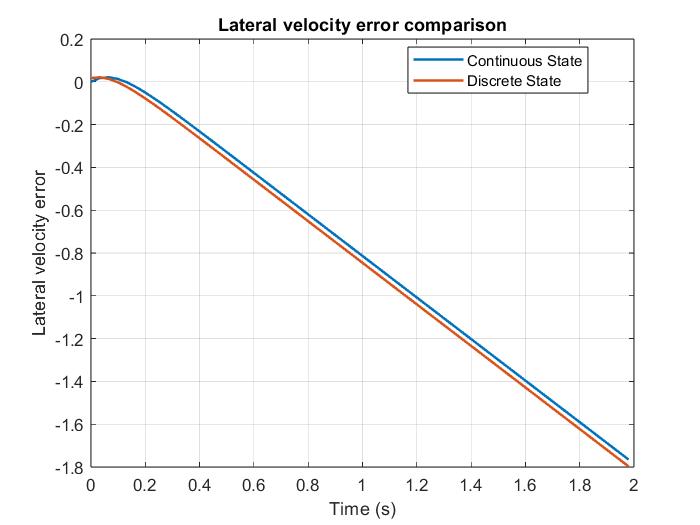 Lateral velocity error comparison
Continuous State
Discrete State
Lateral velocity error
0.2
0
-0.2
-0.4
-0.6
-0.8
-1
-1.2
-1.4
-1.6
-1.8
0 0.2 0.4 0.6 0.8 1 1.2 1.4 1.6 1.8 2
Time (s)